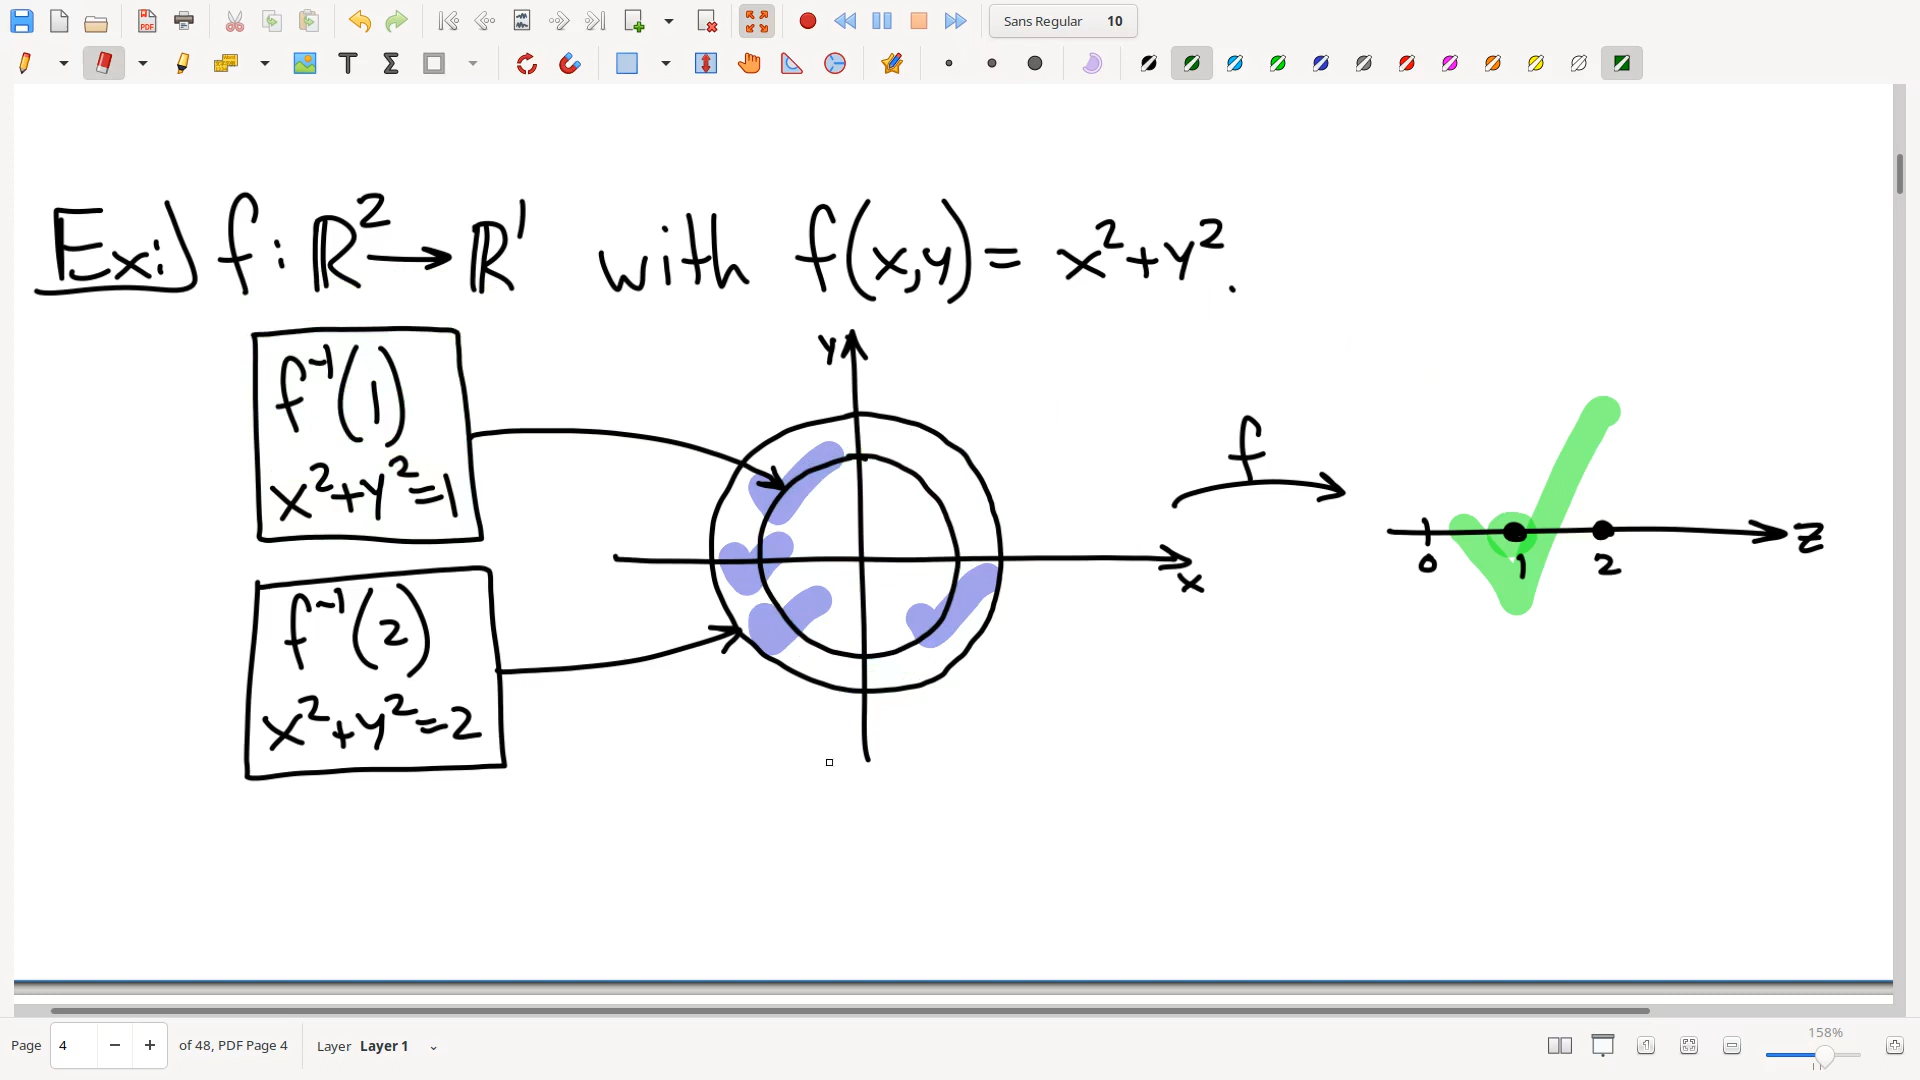 Sans Regular 10
Ex:) f: ℝ² → ℝ¹ with f(x,y) = x²+y².
f⁻¹(1)
x²+y²=1
f⁻¹(2)
x²+y²=2
y
x
f
0 1 2 z
Page 4 of 48, PDF Page 4 Layer Layer 1
158%